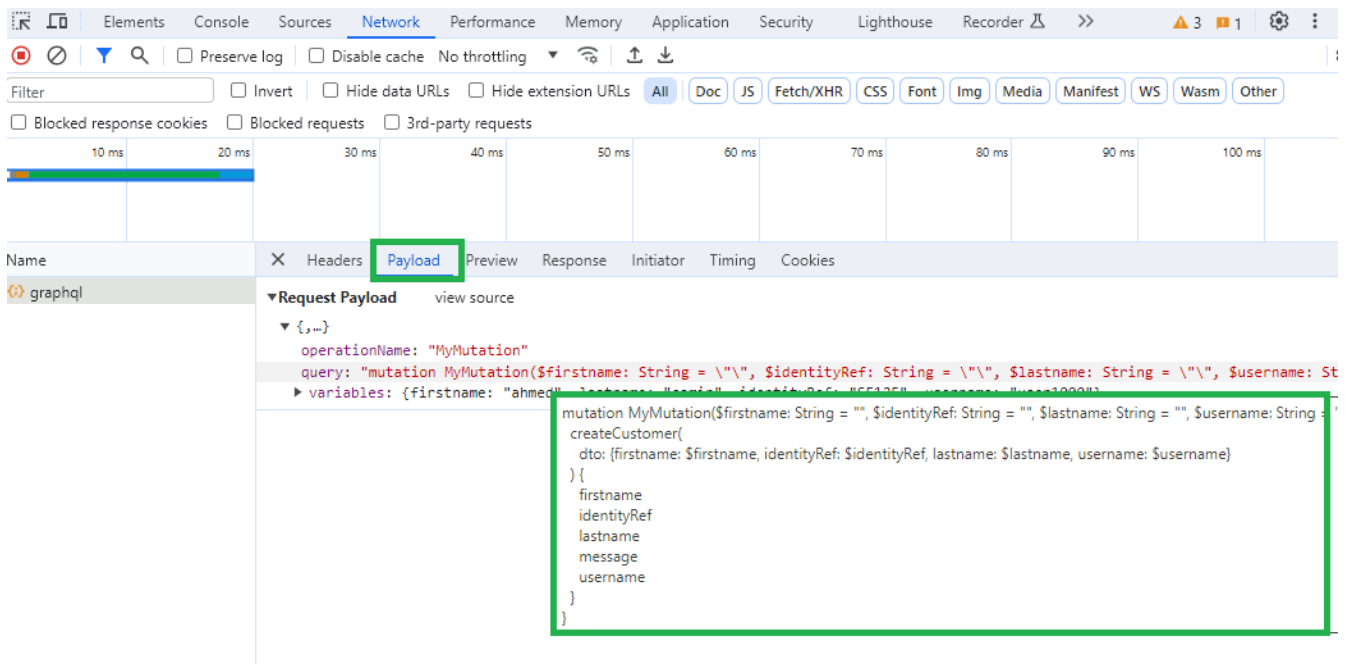 Elements Console Sources Network Performance Memory Application Security Lighthouse Recorder 3 1
Preserve log Disable cache No throttling
Filter Invert Hide data URLs Hide extension URLs All Doc JS Fetch/XHR CSS Font Img Media Manifest WS Wasm Other
Blocked response cookies Blocked requests 3rd-party requests
10 ms 20 ms 30 ms 40 ms 50 ms 60 ms 70 ms 80 ms 90 ms 100 ms
Name Headers Payload Preview Response Initiator Timing Cookies
graphql
▼Request Payload view source
▼ {,…}
operationName: "MyMutation"
query: "mutation MyMutation($firstname: String = \"\", $identityRef: String = \"\", $lastname: String = \"\", $username: St
▶ variables: {firstname: "ahmed"
mutation MyMutation($firstname: String = "", $identityRef: String = "", $lastname: String = "", $username: String =
createCustomer(
dto: {firstname: $firstname, identityRef: $identityRef, lastname: $lastname, username: $username}
) {
firstname
identityRef
lastname
message
username
}
}